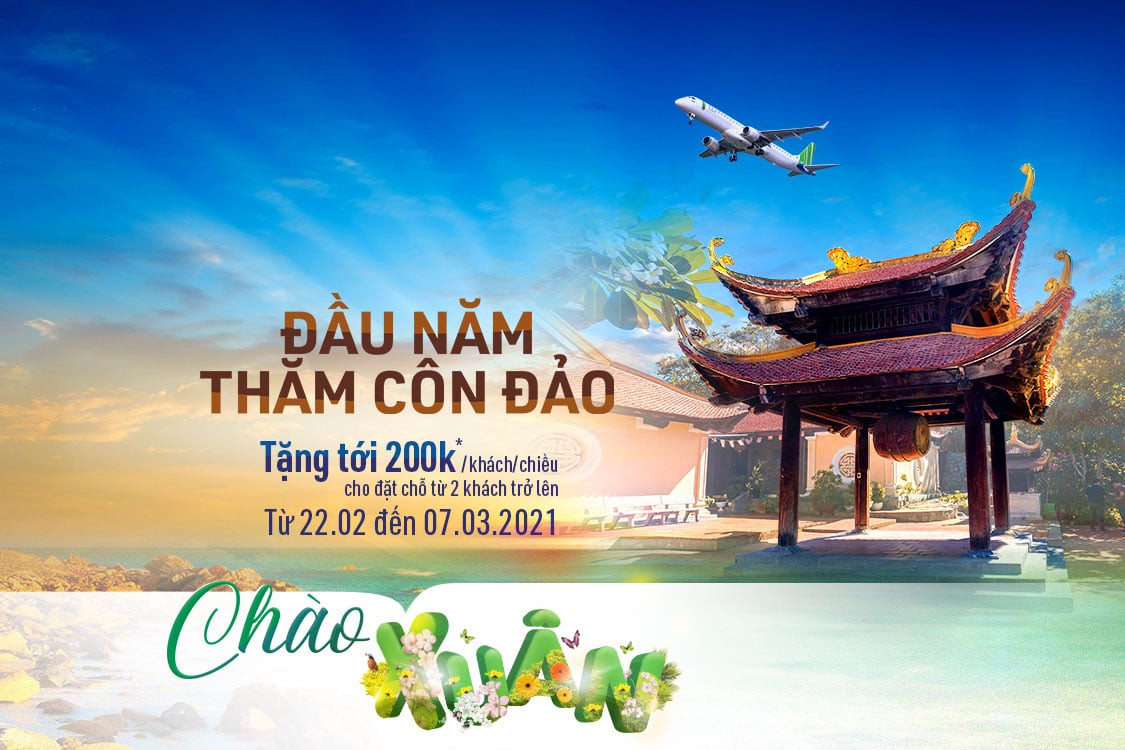 ĐẦU NĂM
THĂM CÔN ĐẢO
Tặng tới 200k* /khách/chiều
cho đặt chỗ từ 2 khách trở lên
Từ 22.02 đến 07.03.2021
Chào XUÂN